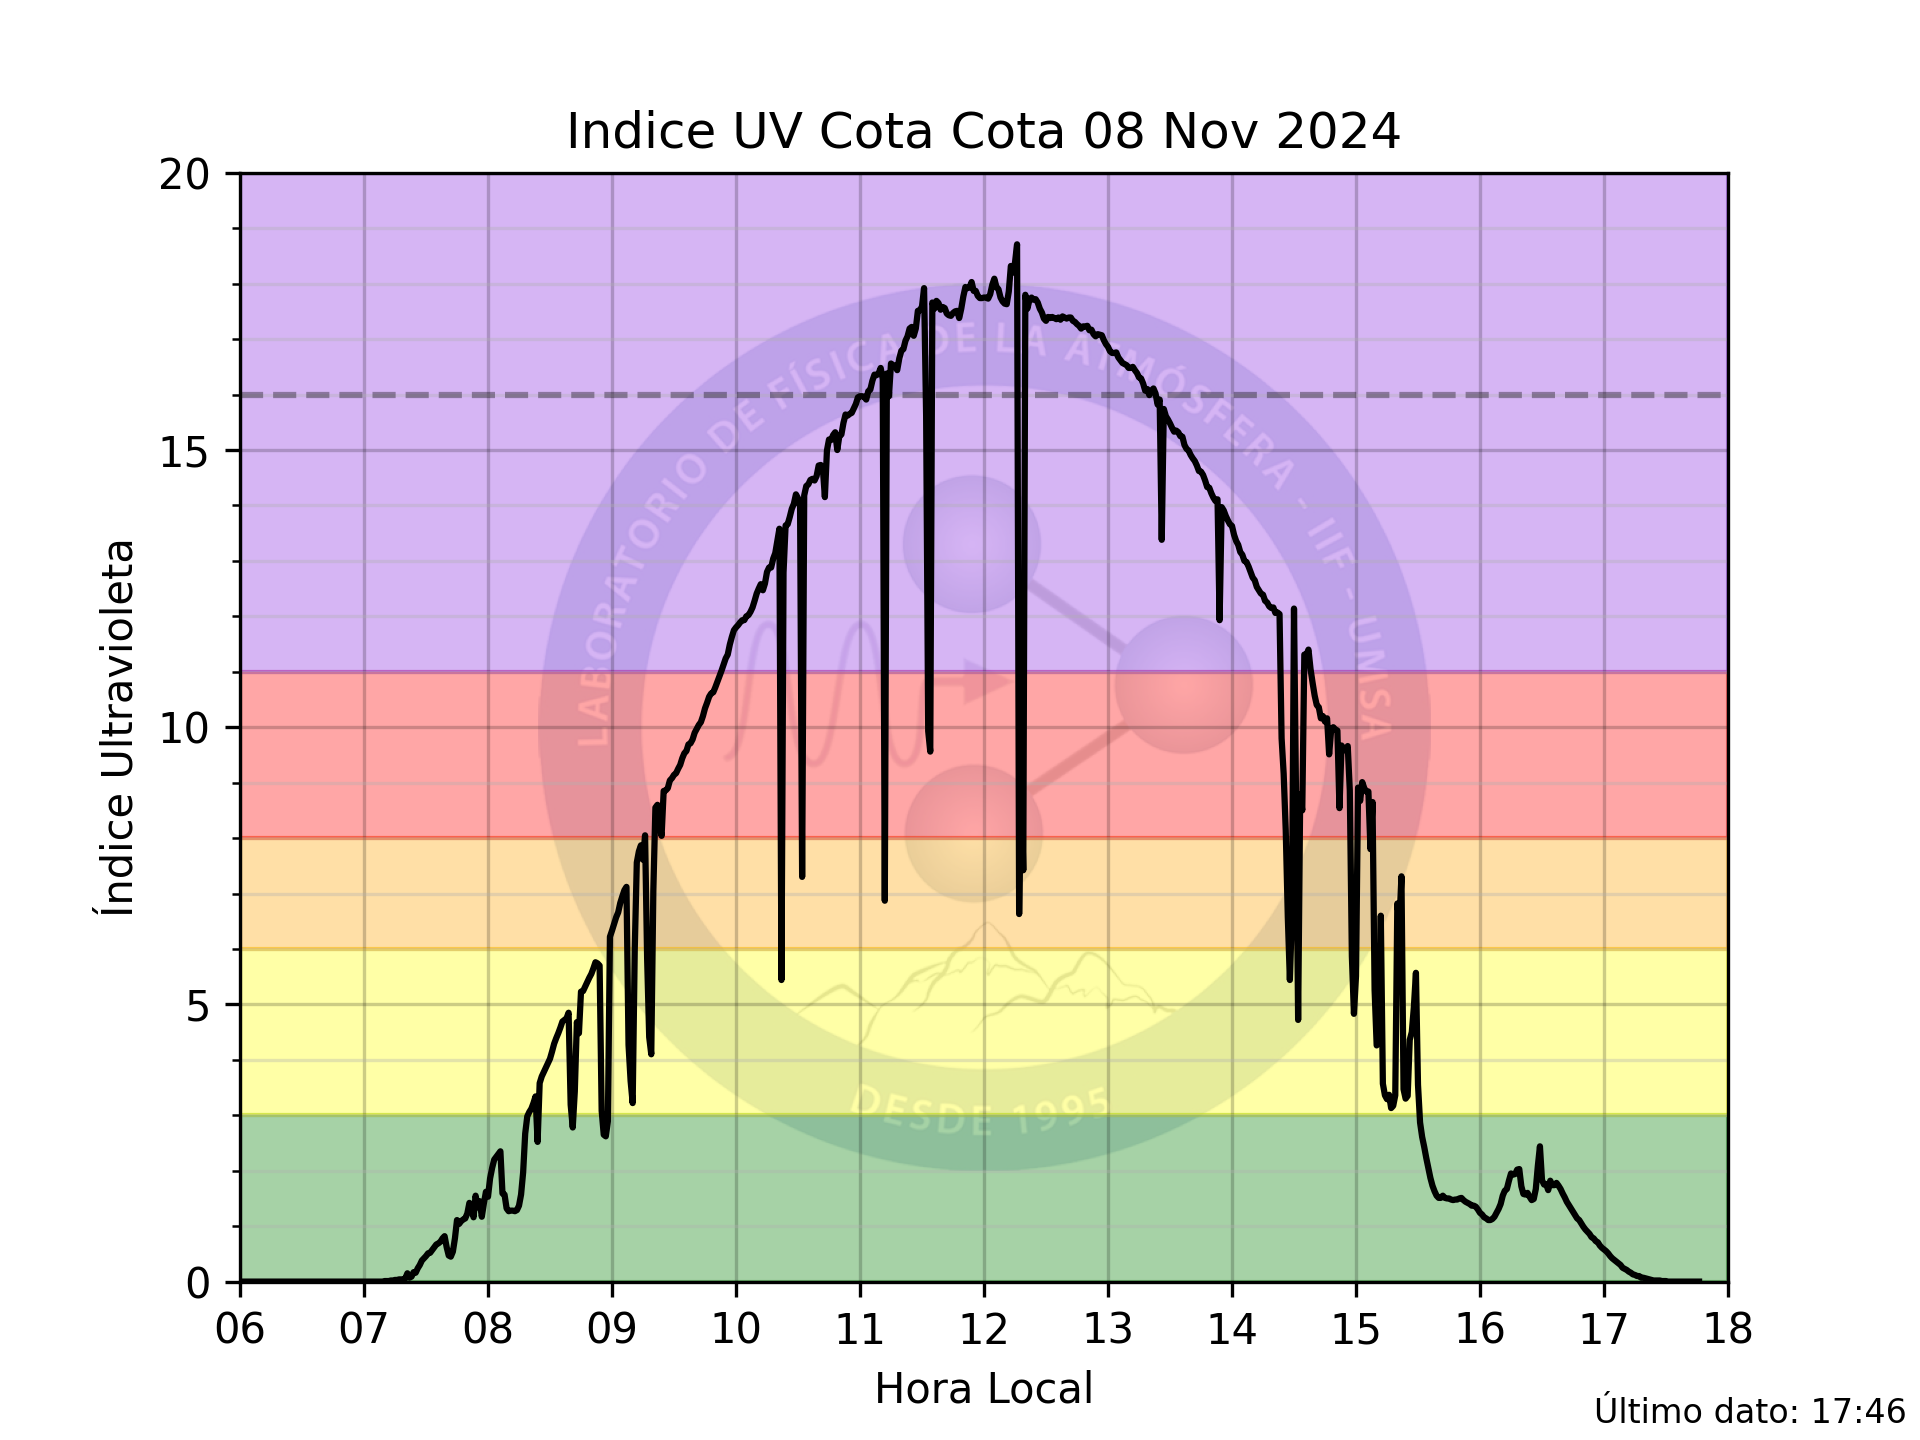 Indice UV Cota Cota 08 Nov 2024
20
15
10
5
0
Índice Ultravioleta
LABORATORIO DE FÍSICA DE LA ATMÓSFERA - IIF - UMSA
DESDE 1995
06 07 08 09 10 11 12 13 14 15 16 17 18
Hora Local
Último dato: 17:46